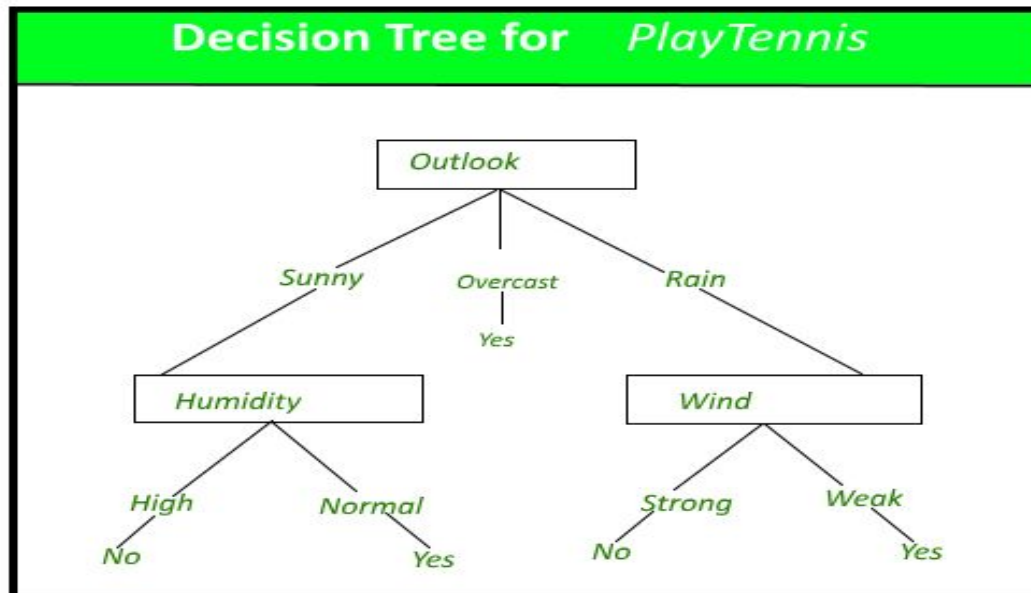 Decision Tree for PlayTennis
Outlook
Sunny Overcast Rain
Yes
Humidity Wind
High Normal Strong Weak
No Yes No Yes